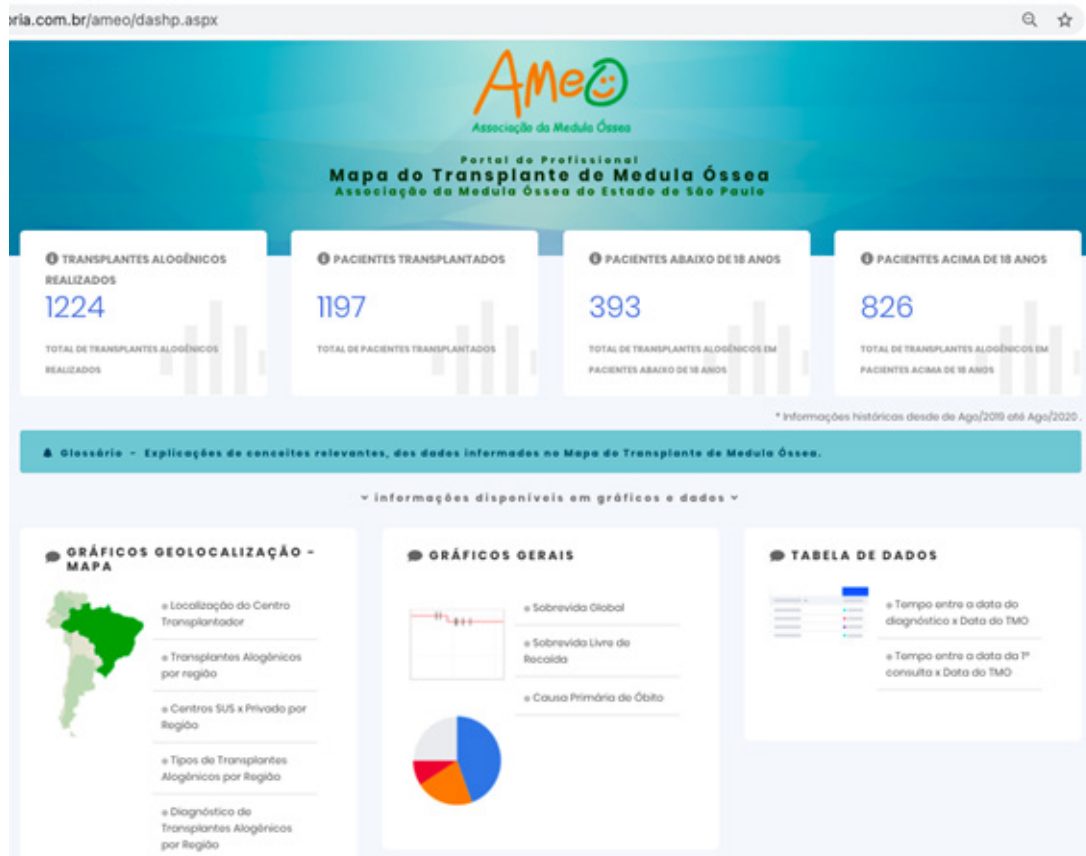 oria.com.br/ameo/dashp.aspx
AMeO
Associação da Medula Óssea
Portal do Profissional
Mapa do Transplante de Medula Óssea
Associação da Medula Óssea do Estado de São Paulo
TRANSPLANTES ALOGÊNICOS
REALIZADOS
1224
TOTAL DE TRANSPLANTES ALOGÊNICOS
REALIZADOS
PACIENTES TRANSPLANTADOS
1197
TOTAL DE PACIENTES TRANSPLANTADOS
PACIENTES ABAIXO DE 18 ANOS
393
TOTAL DE TRANSPLANTES ALOGÊNICOS EM
PACIENTES ABAIXO DE 18 ANOS
PACIENTES ACIMA DE 18 ANOS
826
TOTAL DE TRANSPLANTES ALOGÊNICOS EM
PACIENTES ACIMA DE 18 ANOS
* Informações históricas desde de Ago/2019 até Ago/2020 .
Glossário - Explicações de conceitos relevantes, dos dados informados no Mapa do Transplante de Medula Óssea.
informações disponíveis em gráficos e dados
GRÁFICOS GEOLOCALIZAÇÃO -
MAPA
Localização do Centro
Transplantador
Transplantes Alogênicos
por região
Centros SUS x Privado por
Região
Tipos de Transplantes
Alogênicos por Região
Diagnóstico de
Transplantes Alogênicos
por Região
GRÁFICOS GERAIS
Sobrevida Global
Sobrevida Livre de
Recaída
Causa Primária de Óbito
TABELA DE DADOS
Tempo entre a data do
diagnóstico x Data do TMO
Tempo entre a data da 1ª
consulta x Data do TMO